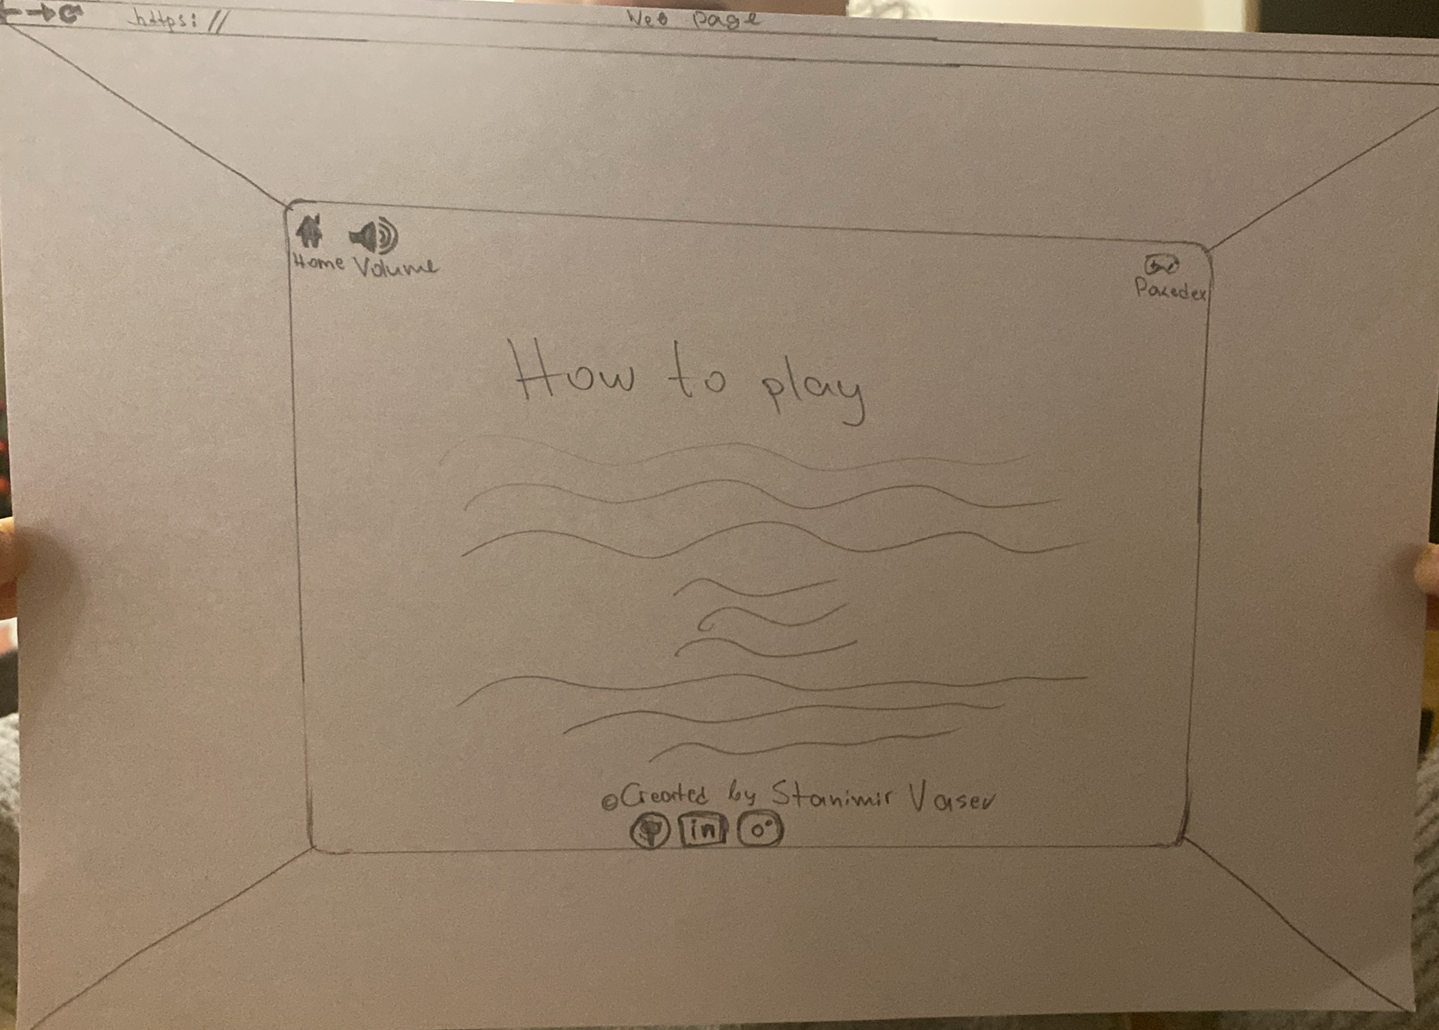 https://
Web page
Home Volume
Pokedex
How to play
©Created by Stanimir Vasev
in